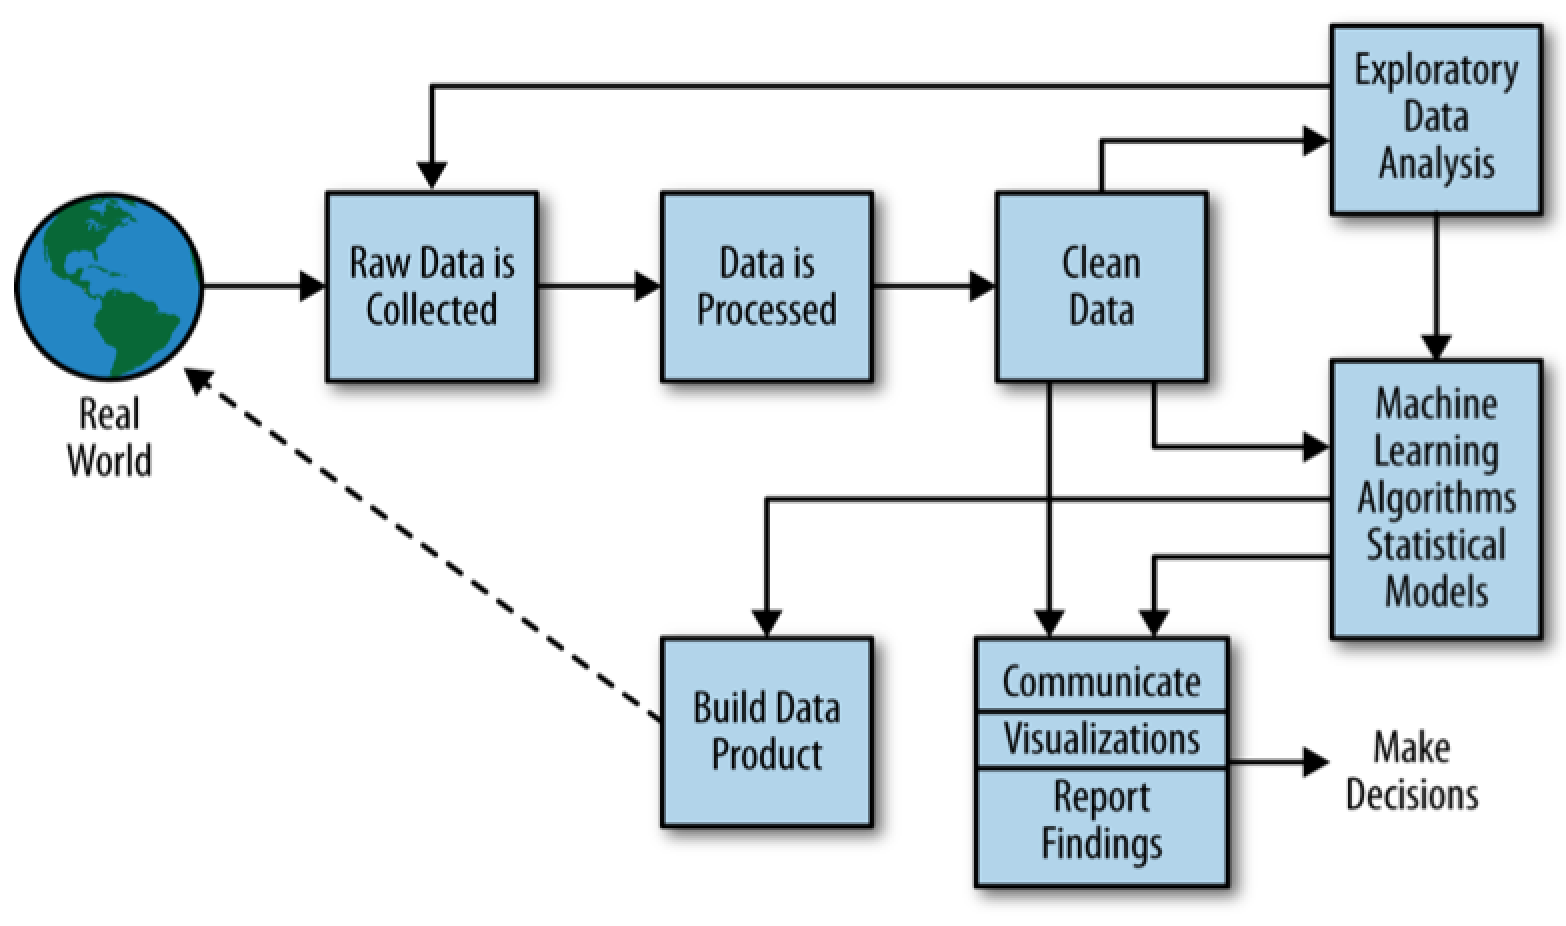 Exploratory
Data
Analysis
Raw Data is
Collected
Data is
Processed
Clean
Data
Real
World
Machine
Learning
Algorithms
Statistical
Models
Build Data
Product
Communicate
Visualizations
Report
Findings
Make
Decisions